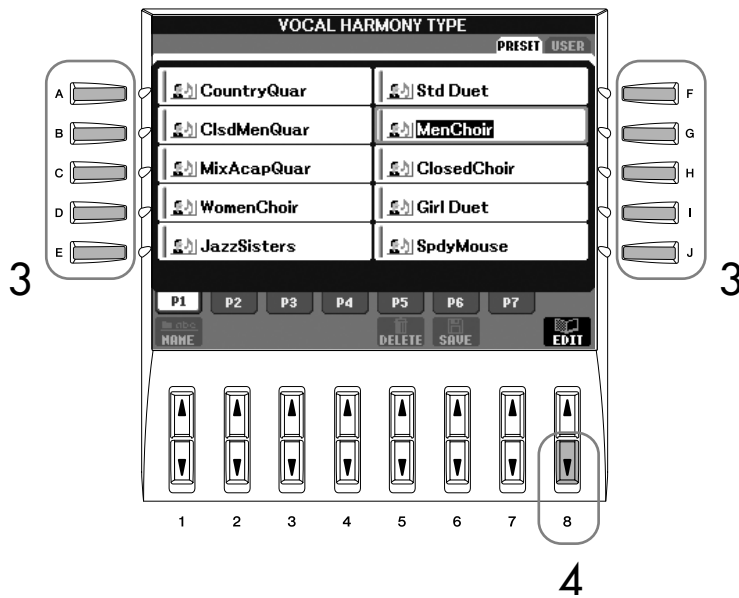 VOCAL HARMONY TYPE
PRESET USER
A CountryQuar Std Duet F
B ClsdMenQuar MenChoir G
C MixAcapQuar ClosedChoir H
D WomenChoir Girl Duet I
E JazzSisters SpdyMouse J
3 3
P1 P2 P3 P4 P5 P6 P7
abc
NAME DELETE SAVE EDIT
1 2 3 4 5 6 7 8
4